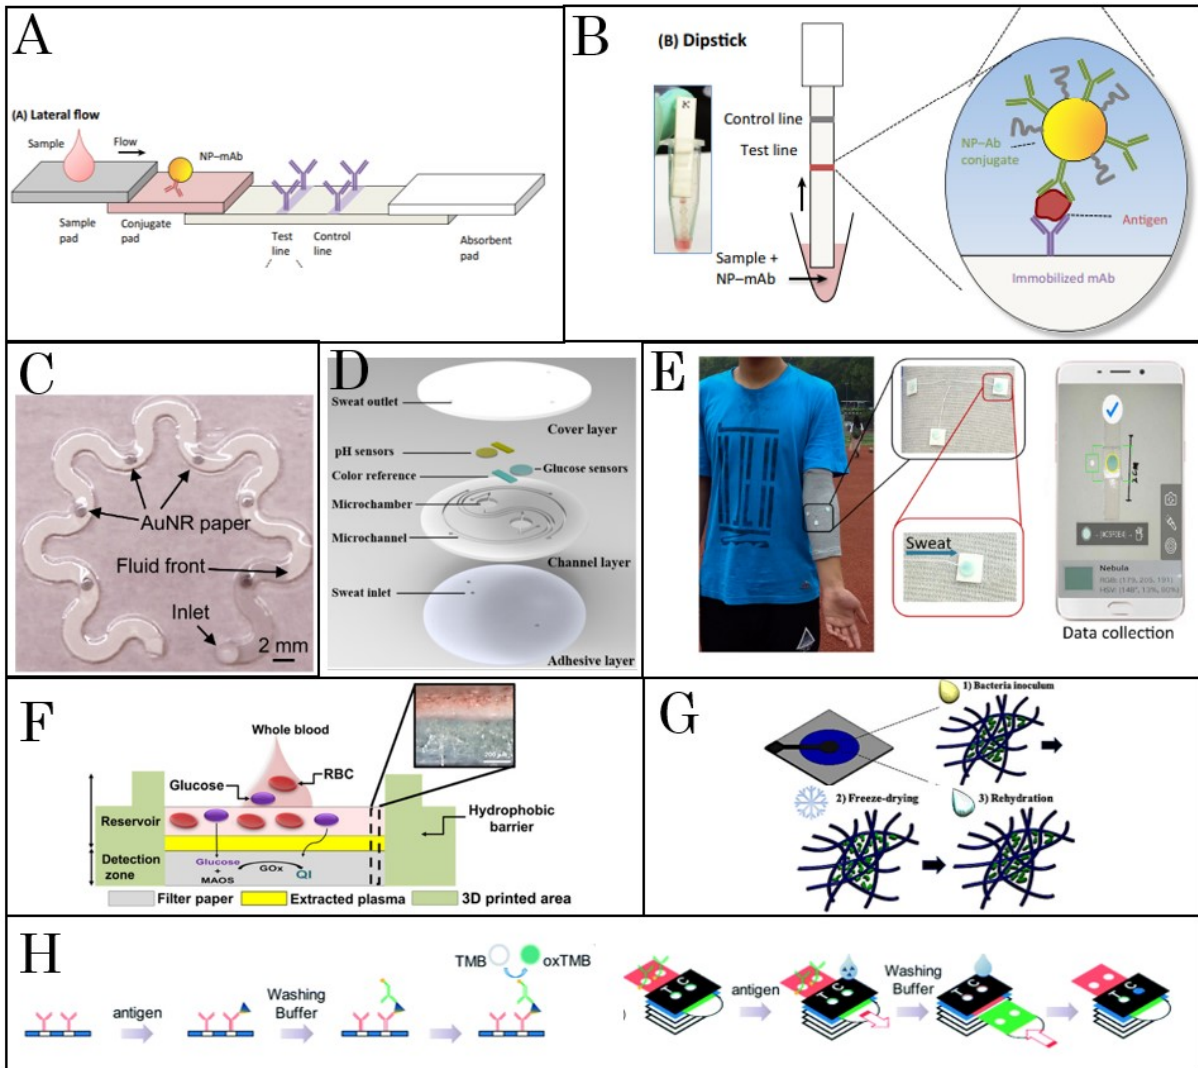 A
(A) Lateral flow
Sample
Flow
NP–mAb
Sample
pad
Conjugate
pad
Test
line
Control
line
Absorbent
pad
B
(B) Dipstick
Control line
Test line
Sample +
NP–mAb
NP–Ab
conjugate
Antigen
Immobilized mAb
C
AuNR paper
Fluid front
Inlet
2 mm
D
Sweat outlet
Cover layer
pH sensors
Glucose sensors
Color reference
Microchamber
Microchannel
Channel layer
Sweat inlet
Adhesive layer
E
Sweat
Nebula
Data collection
F
Whole blood
Glucose
RBC
Reservoir
Hydrophobic
barrier
Detection
zone
Glucose
+
MAOS
GOx
QI
Filter paper
Extracted plasma
3D printed area
G
1) Bacteria inoculum
2) Freeze-drying
3) Rehydration
H
antigen
Washing
Buffer
TMB
oxTMB
)
antigen
Washing
Buffer
T C
T C
T C
T C